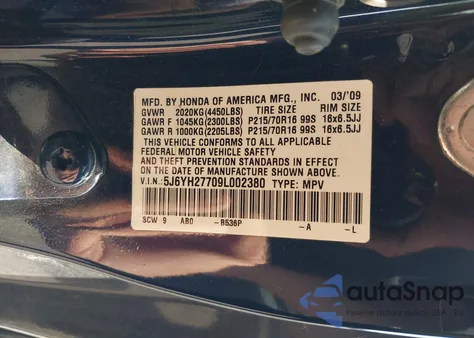 MFD. BY HONDA OF AMERICA MFG., INC. 03/'09
GVWR 2020KG(4450LBS) TIRE SIZE RIM SIZE
GAWR F 1045KG(2300LBS) P215/70R16 99S 16x6.5JJ
GAWR R 1000KG(2205LBS) P215/70R16 99S 16x6.5JJ
THIS VEHICLE CONFORMS TO ALL APPLICABLE
FEDERAL MOTOR VEHICLE SAFETY STANDARDS IN EFFECT
ON THE DATE OF MANUFACTURE SHOWN ABOVE.
V.I.N.: 5J6YH27709L002380 TYPE: MPV
SCW 9 AB0 -B536P -A -L
autoSnap